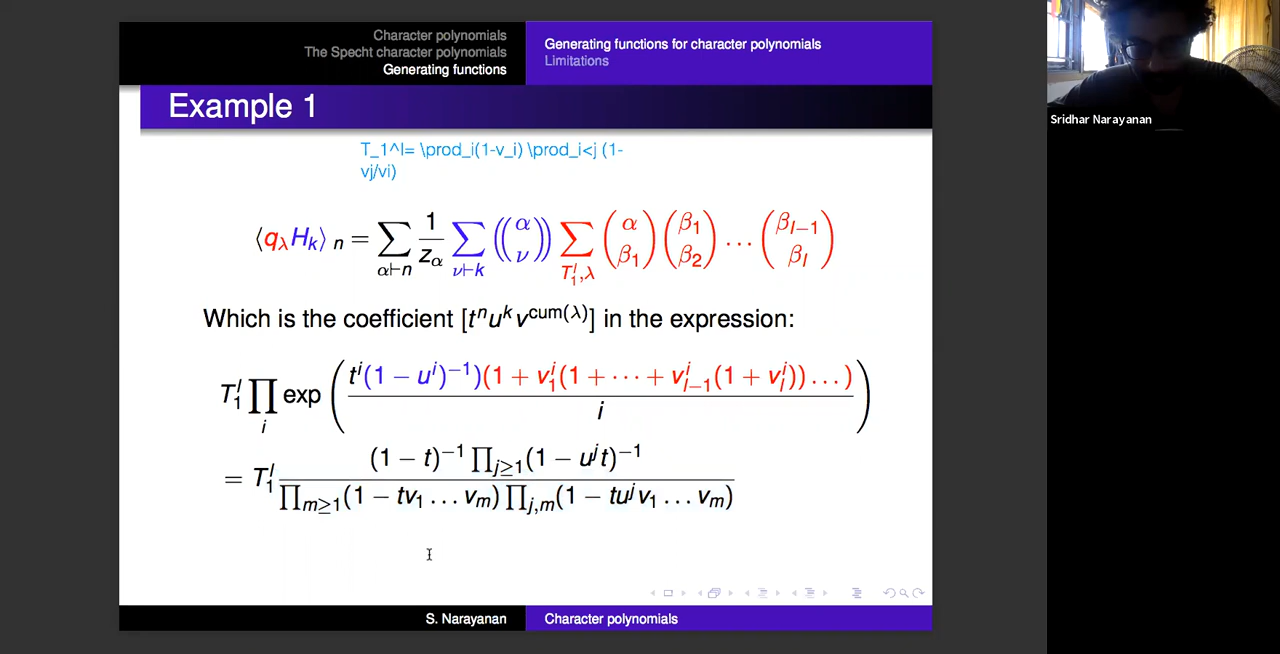 Character polynomials
The Specht character polynomials
Generating functions
Generating functions for character polynomials
Limitations
Example 1
T_1^l= \prod_i(1-v_i) \prod_i<j (1-
vj/vi)
⟨q_λ H_k⟩_n = ∑_{α⊢n} 1/z_α ∑_{ν⊢k} ((α ν)) ∑_{T_1^l,λ} (α β_1) (β_1 β_2) … (β_{l−1} β_l)
Which is the coefficient [t^n u^k v^{cum(λ)}] in the expression:
T_1^l ∏_i exp ( t^i(1 − u^i)^{−1})(1 + v_1^i(1 + ⋯ + v_{l−1}^i(1 + v_l^i)) …) / i )
= T_1^l (1 − t)^{−1} ∏_{j≥1}(1 − u^j t)^{−1} / ∏_{m≥1}(1 − tv_1 … v_m) ∏_{j,m}(1 − tu^j v_1 … v_m)
S. Narayanan
Character polynomials
Sridhar Narayanan